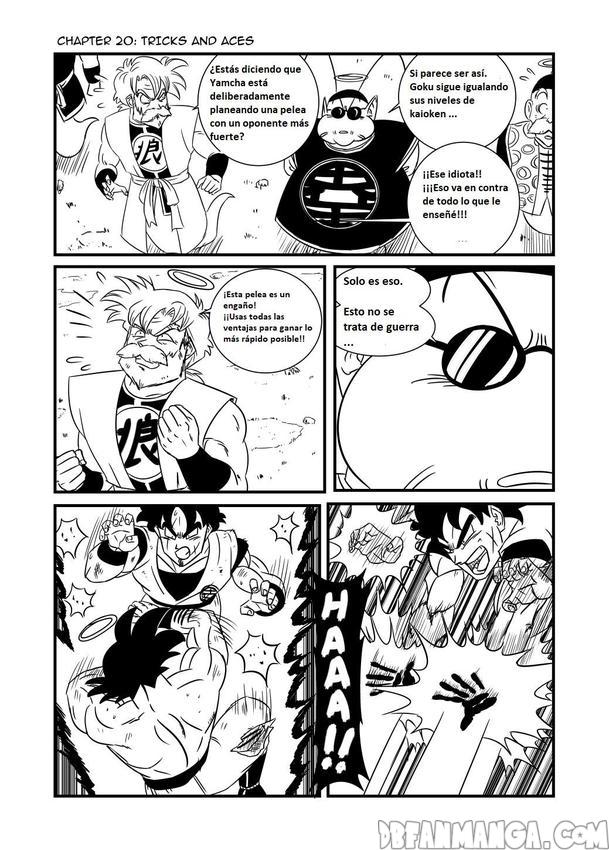 CHAPTER 20: TRICKS AND ACES
¿Estás diciendo que
Yamcha está
deliberadamente
planeando una pelea
con un oponente más
fuerte?
Si parece ser así.
Goku sigue igualando
sus niveles de
kaioken ...
¡¡Ese idiota!!
¡¡¡Eso va en contra
de todo lo que le
enseñé!!!
狼
¡Esta pelea es un
engaño!
¡¡Usas todas las
ventajas para ganar lo
más rápido posible!!
狼
Solo es eso.
Esto no se
trata de guerra
...
HAAA!!
DBFANMANGA.COM